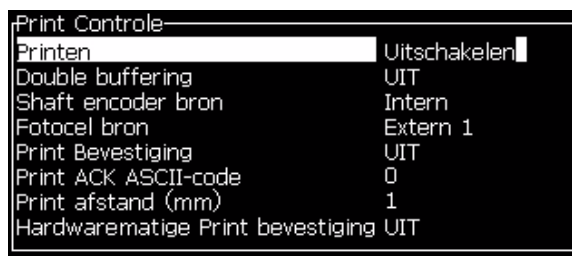 Print Controle
Printen Uitschakelen
Double buffering UIT
Shaft encoder bron Intern
Fotocel bron Extern 1
Print Bevestiging UIT
Print ACK ASCII-code 0
Print afstand (mm) 1
Hardwarematige Print bevestiging UIT